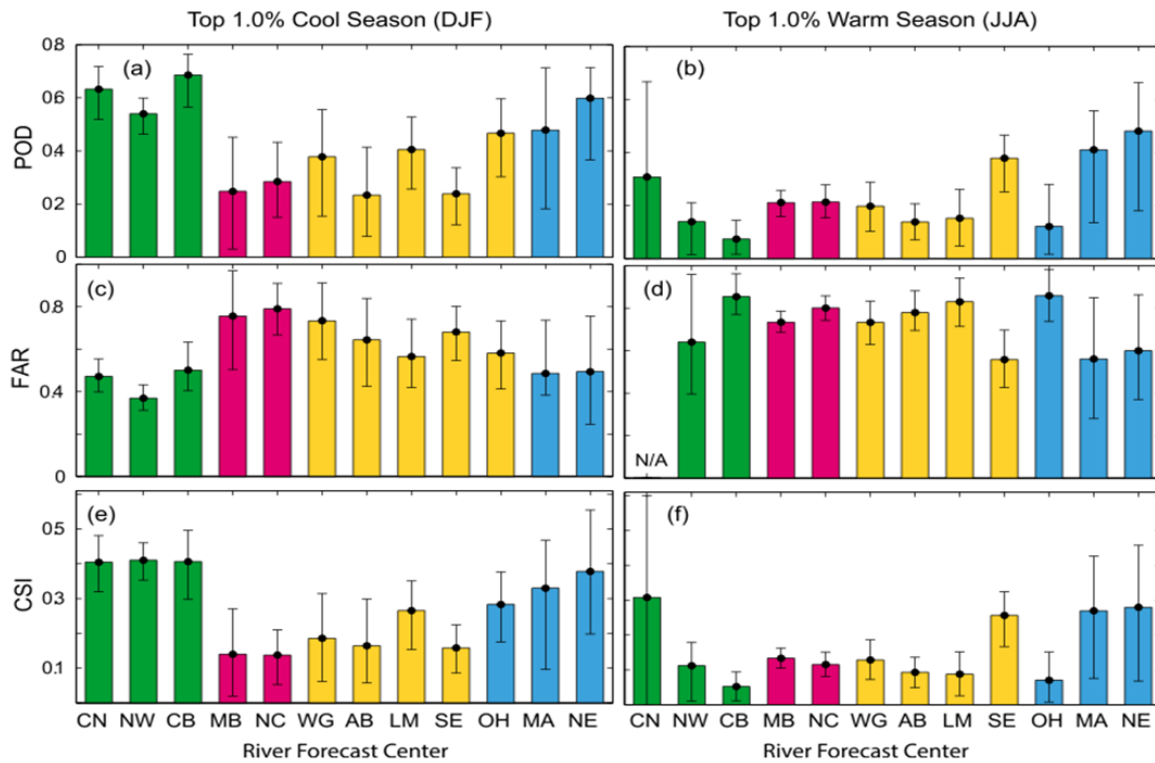 Top 1.0% Cool Season (DJF) Top 1.0% Warm Season (JJA)
POD
0.8
0.6
0.4
0.2
0
(a)
(b)
FAR
0.8
0.4
0
(c)
(d)
N/A
CSI
0.5
0.3
0.1
(e)
(f)
CN NW CB MB NC WG AB LM SE OH MA NE
CN NW CB MB NC WG AB LM SE OH MA NE
River Forecast Center River Forecast Center